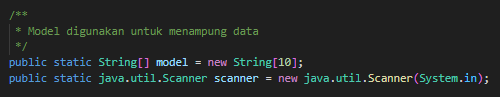 /**
* Model digunakan untuk menampung data
*/
public static String[] model = new String[10];
public static java.util.Scanner scanner = new java.util.Scanner(System.in);